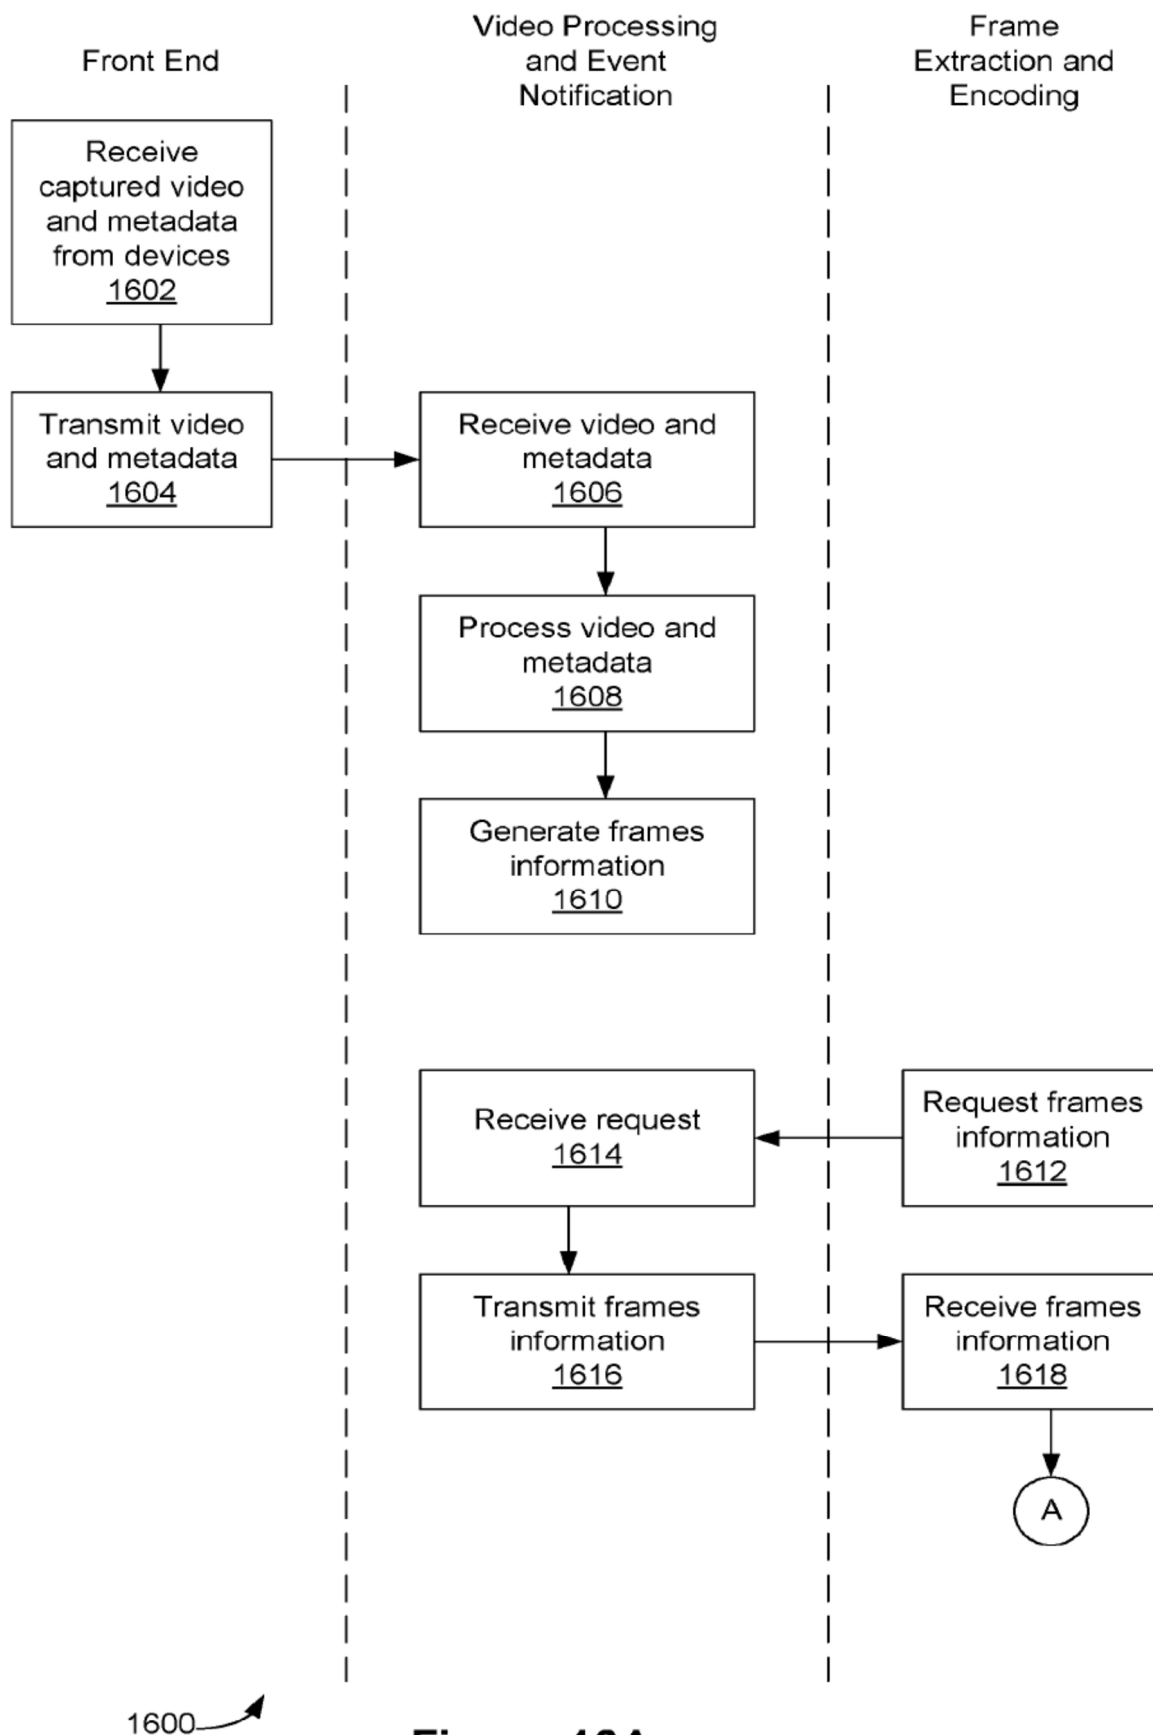 Front End
Video Processing
and Event
Notification
Frame
Extraction and
Encoding
Receive
captured video
and metadata
from devices
1602
Transmit video
and metadata
1604
Receive video and
metadata
1606
Process video and
metadata
1608
Generate frames
information
1610
Receive request
1614
Request frames
information
1612
Transmit frames
information
1616
Receive frames
information
1618
A
1600